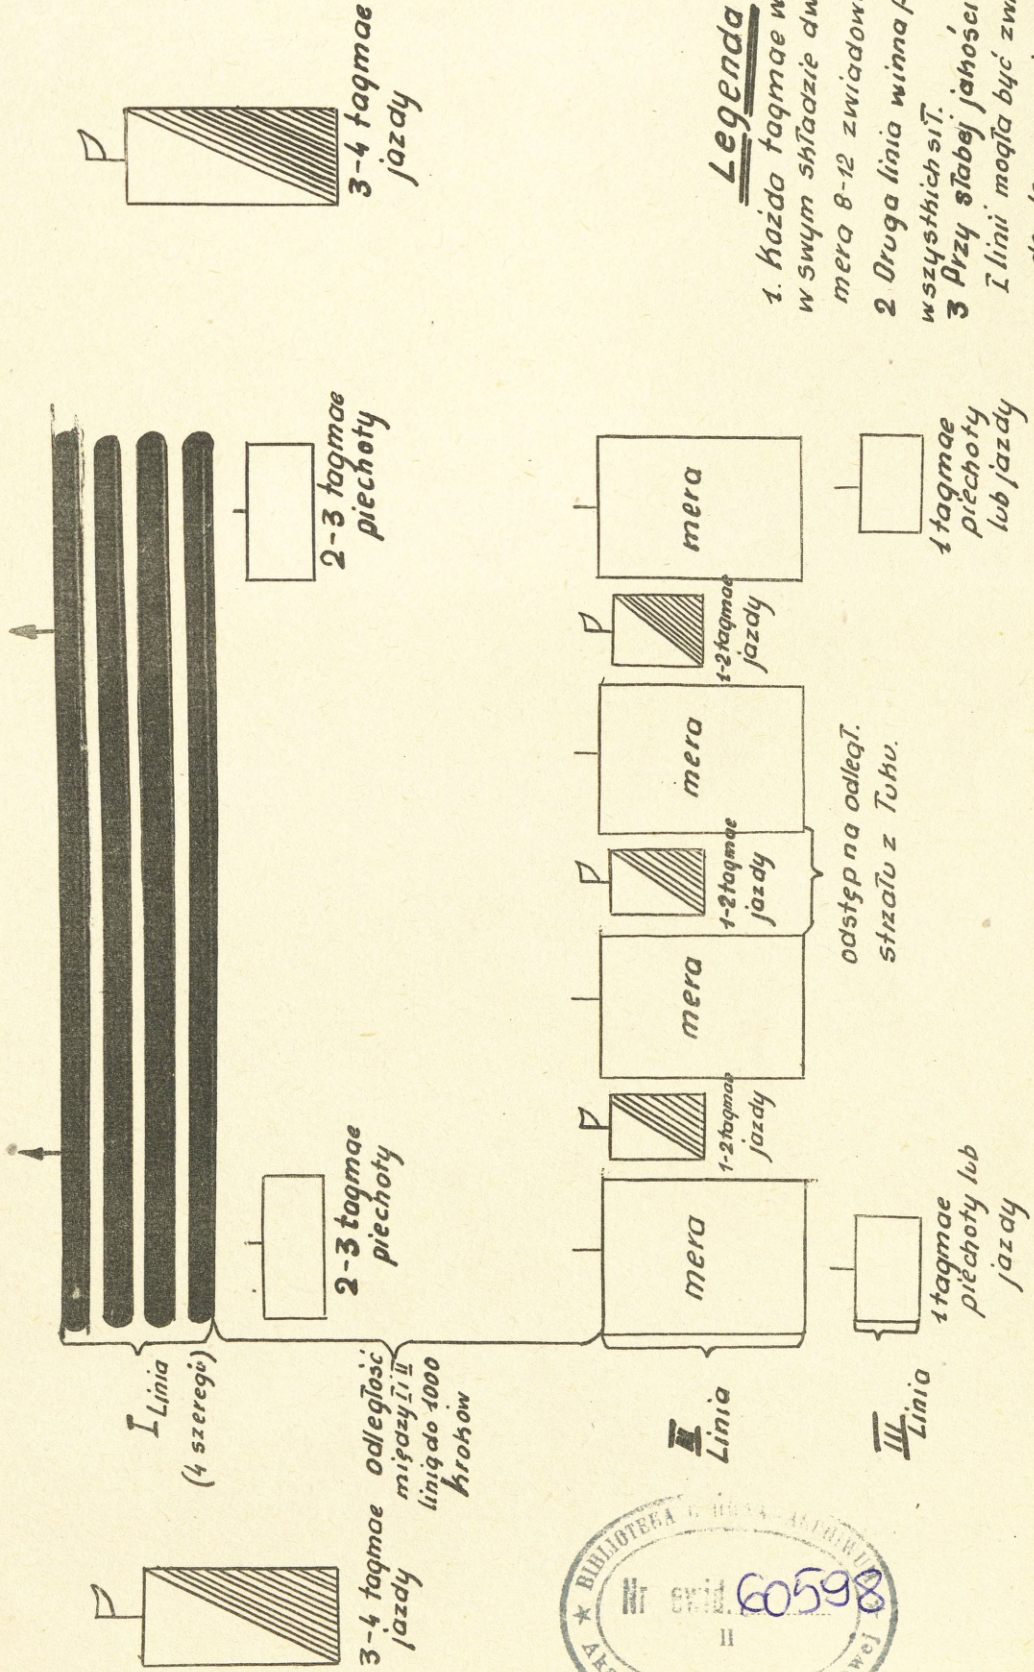 3-4 tagmae
jazdy
I Linia
(4 szeregi)
3-4 tagmae
jazdy
odległość
między I i II
linią do 1000
kroków
2-3 tagmae
piechoty
2-3 tagmae
piechoty
II
Linia
mera
1-2 tagmae
jazdy
mera
1-2 tagmae
jazdy
mera
1-2 tagmae
jazdy
mera
odstęp na odległ.
strzału z łuku.
III
Linia
1 tagmae
piechoty lub
jazdy
1 tagmae
piechoty
lub jazdy
Legenda
1. Każda tagmae w
w swym składzie
mera 8-12
2 Druga linia winna
wszystkich sił.
3 Przy słabej jakości
I linii mogła być
BIBLIOTEKA
Nr ewid. 60598
II